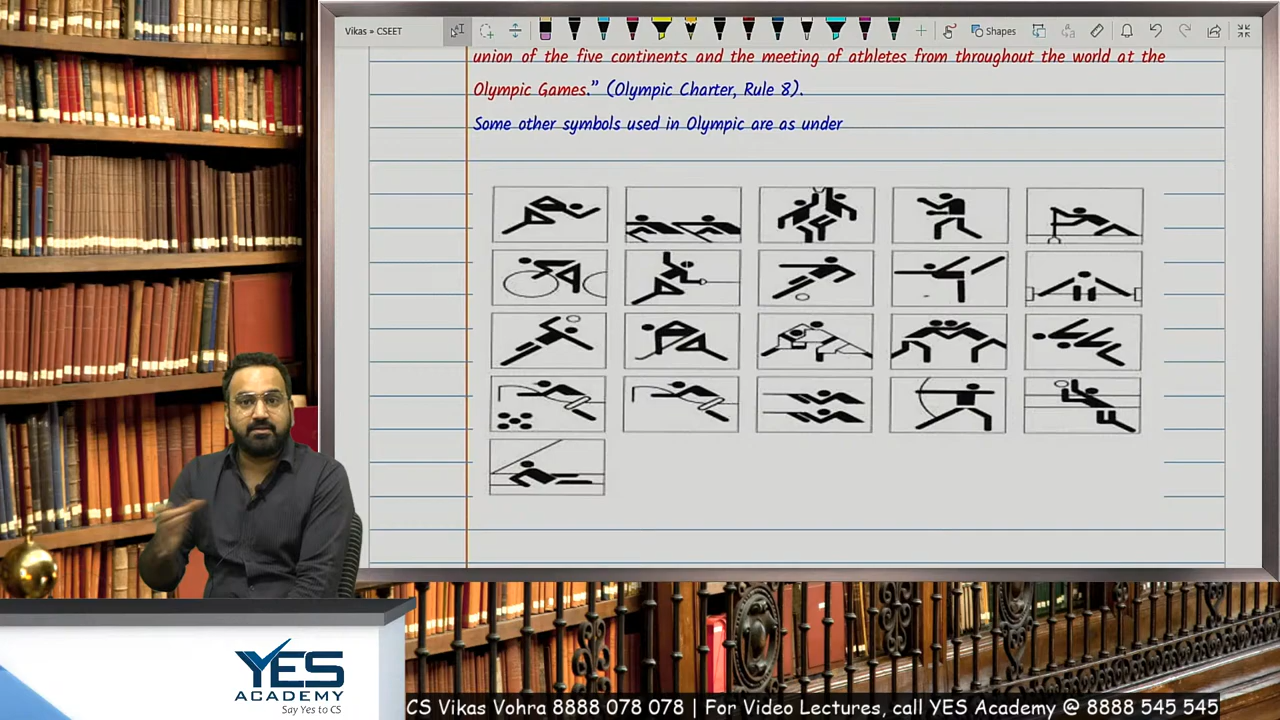 Vikas » CSEET
Shapes
union of the five continents and the meeting of athletes from throughout the world at the
Olympic Games.” (Olympic Charter, Rule 8).
Some other symbols used in Olympic are as under
YES
ACADEMY
Say Yes to CS
CS Vikas Vohra 8888 078 078 | For Video Lectures, call YES Academy @ 8888 545 545